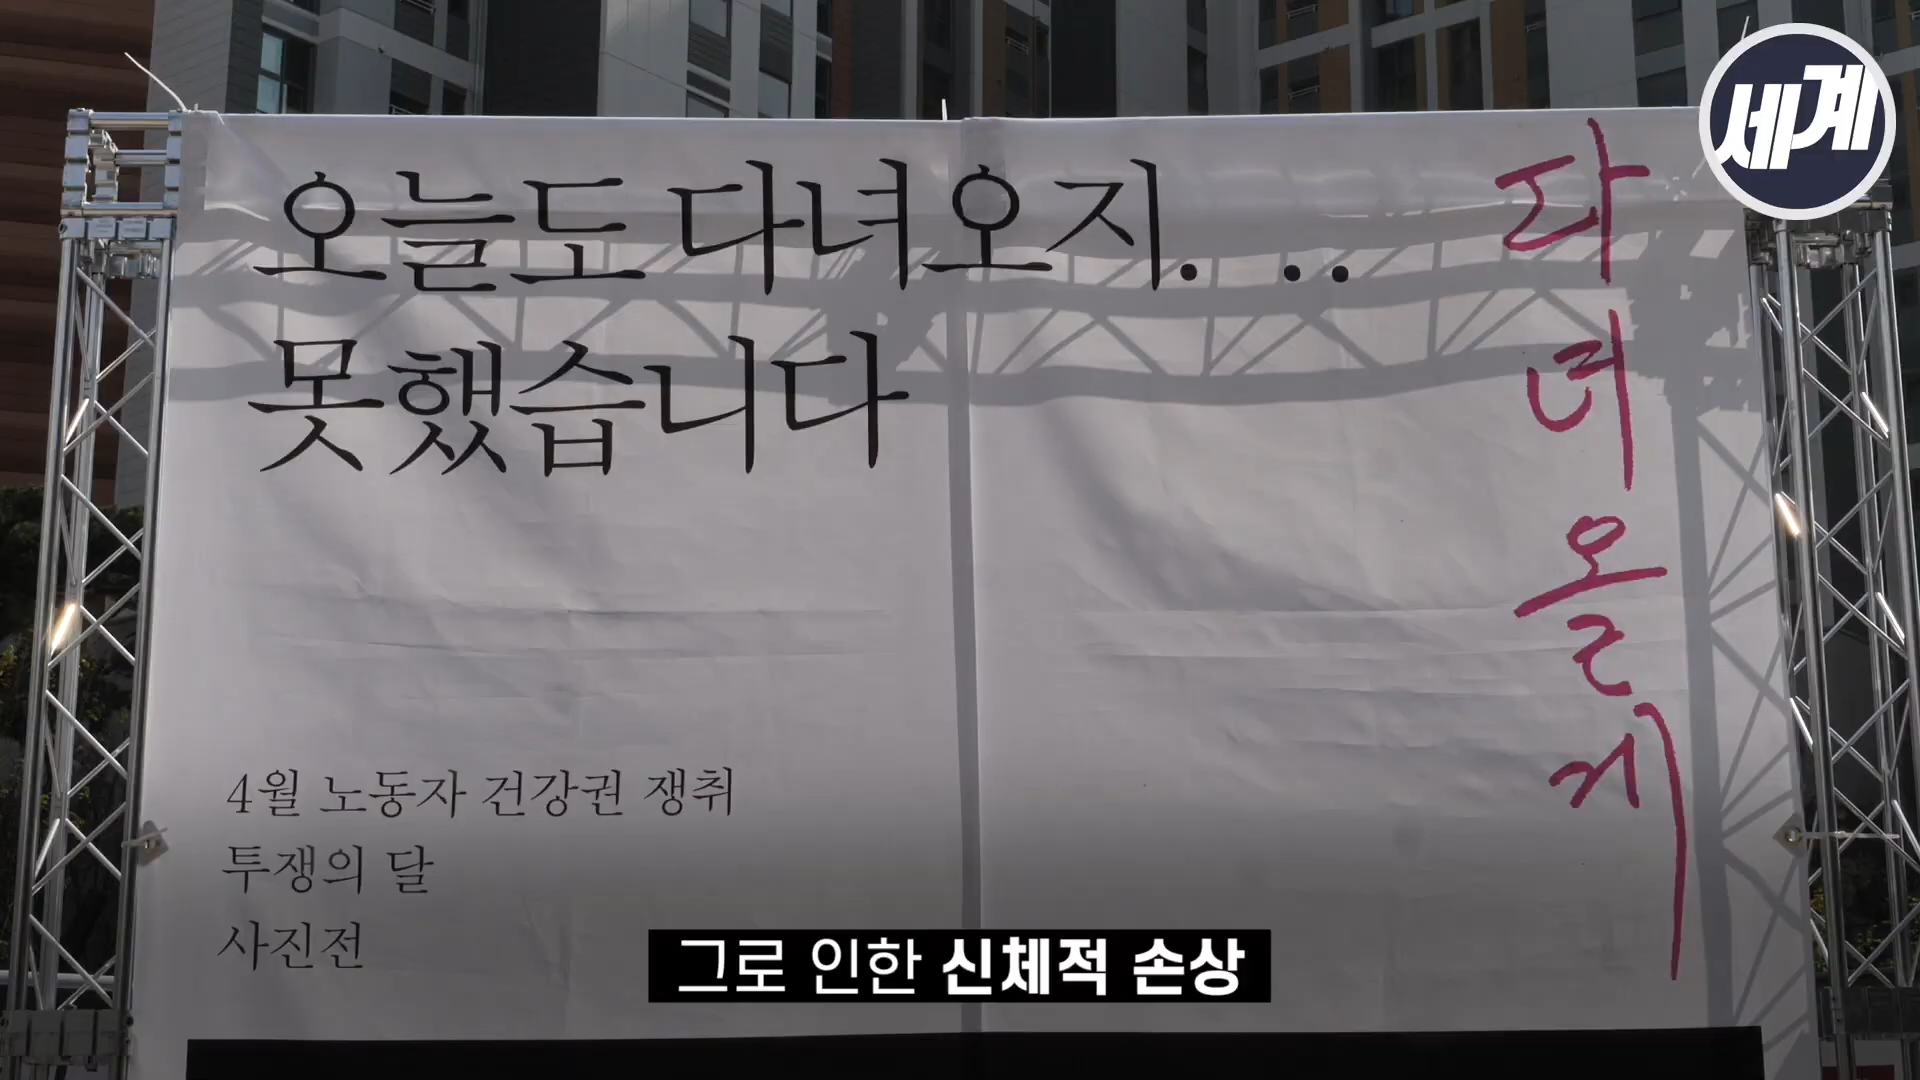 오늘도 다녀오지. ..
못했습니다
다녀올게
4월 노동자 건강권 쟁취
투쟁의 달
사진전
그로 인한 신체적 손상
세계